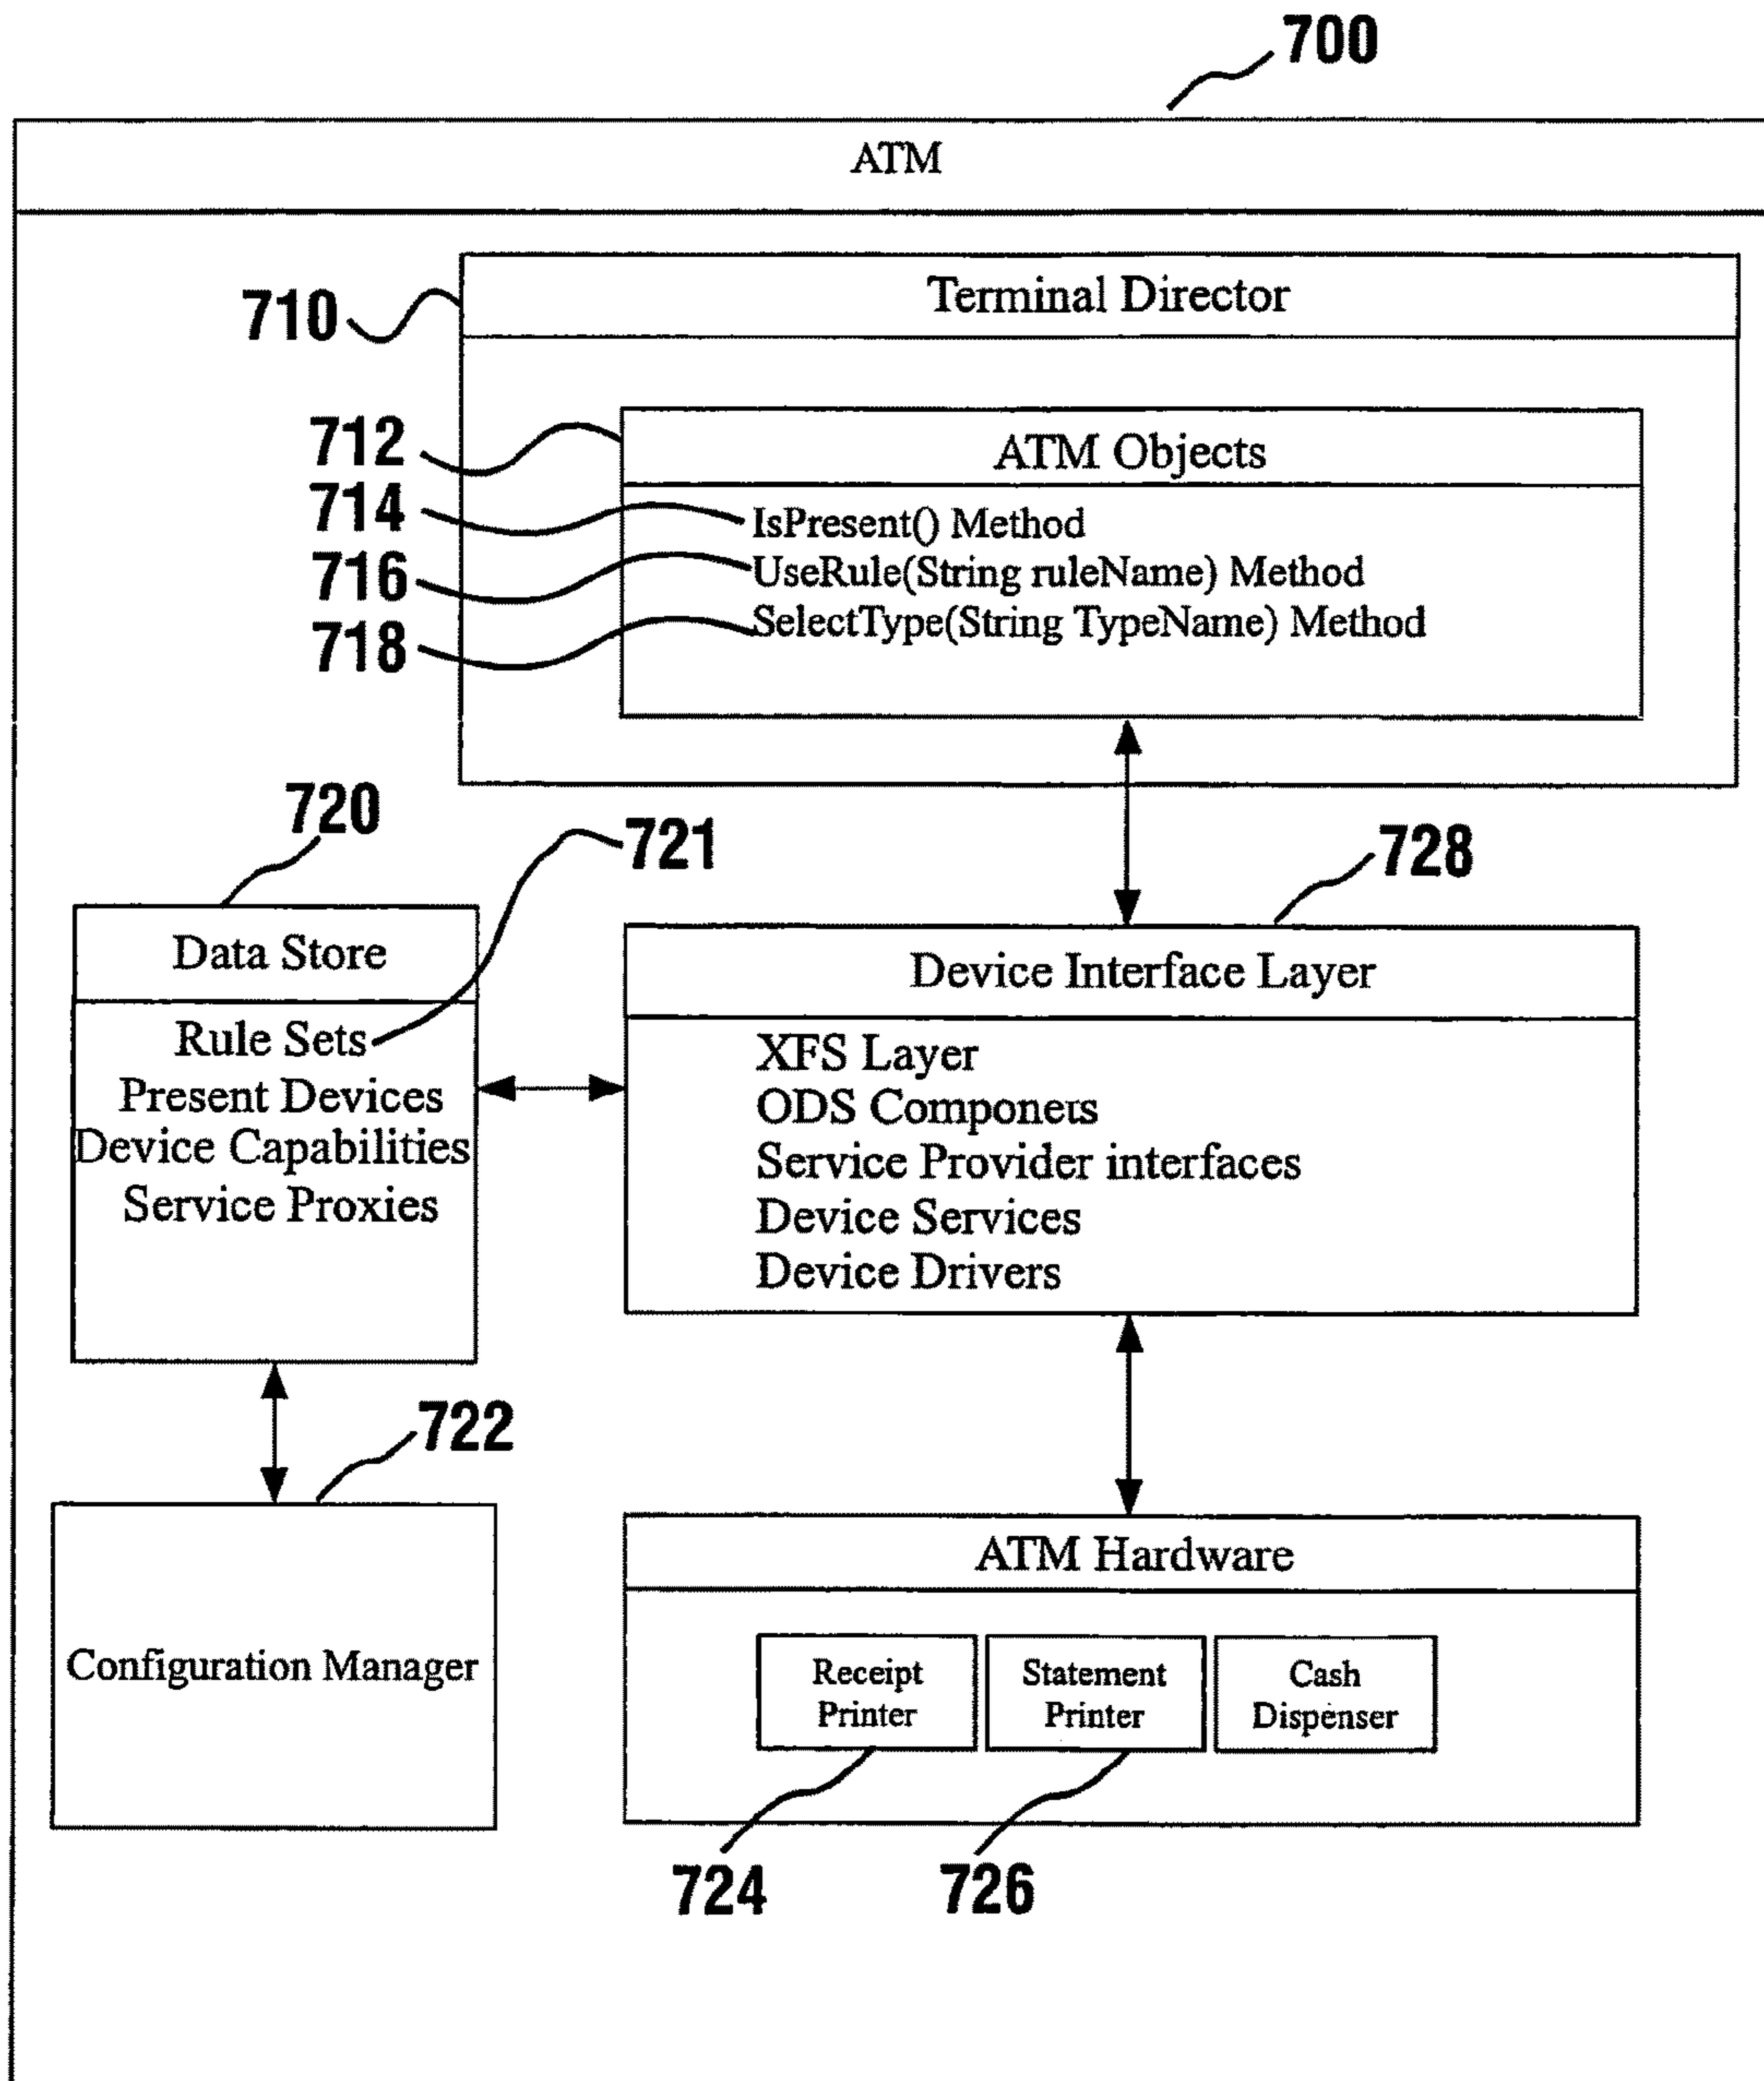 700
ATM
Terminal Director
710
712
ATM Objects
714
IsPresent() Method
716
UseRule(String ruleName) Method
718
SelectType(String TypeName) Method
720
721
728
Data Store
Rule Sets
Present Devices
Device Capabilities
Service Proxies
Device Interface Layer
XFS Layer
ODS Componets
Service Provider interfaces
Device Services
Device Drivers
722
Configuration Manager
ATM Hardware
Receipt
Printer
Statement
Printer
Cash
Dispenser
724
726